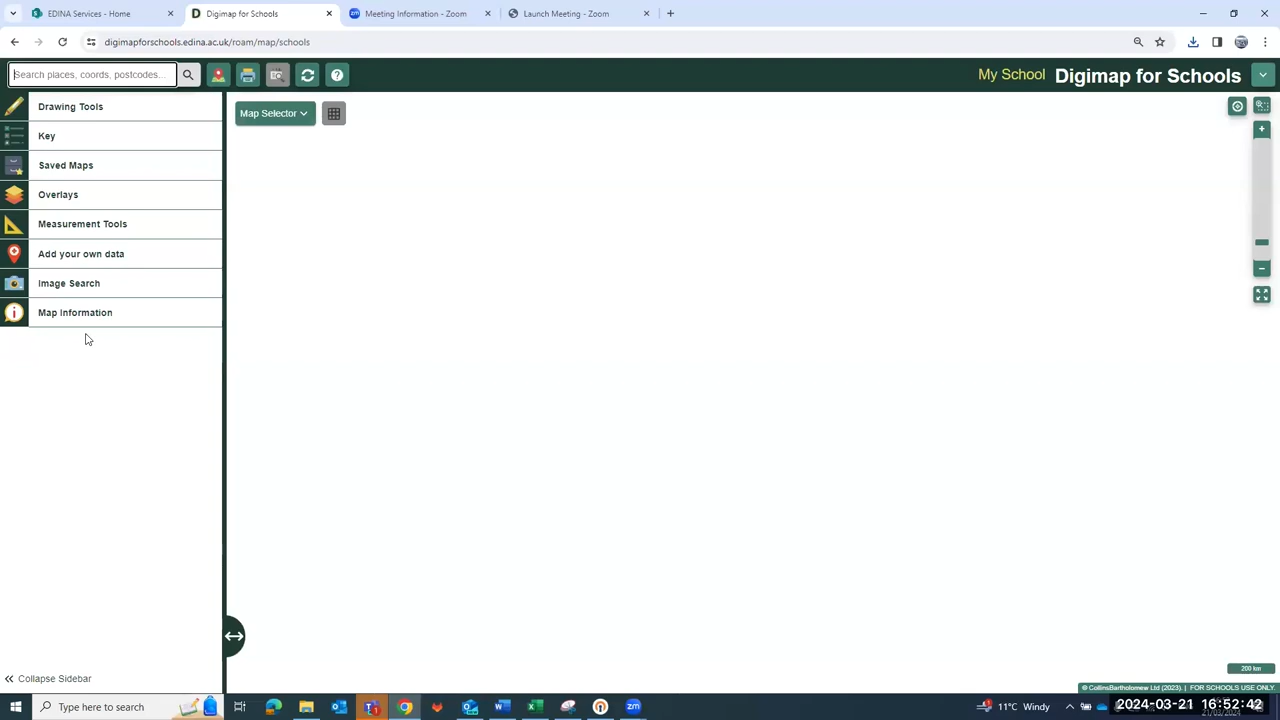 EDINA Services - Home
Digimap for Schools
Meeting Information - Zoom
Launch Meeting - Zoom
digimapforschools.edina.ac.uk/roam/map/schools
Search places, coords, postcodes...
My School
Digimap for Schools
Drawing Tools
Key
Saved Maps
Overlays
Measurement Tools
Add your own data
Image Search
Map Information
Map Selector
Collapse Sidebar
200 km
© CollinsBartholomew Ltd (2023). | FOR SCHOOLS USE ONLY.
Type here to search
11°C Windy
2024-03-21 16:52:42